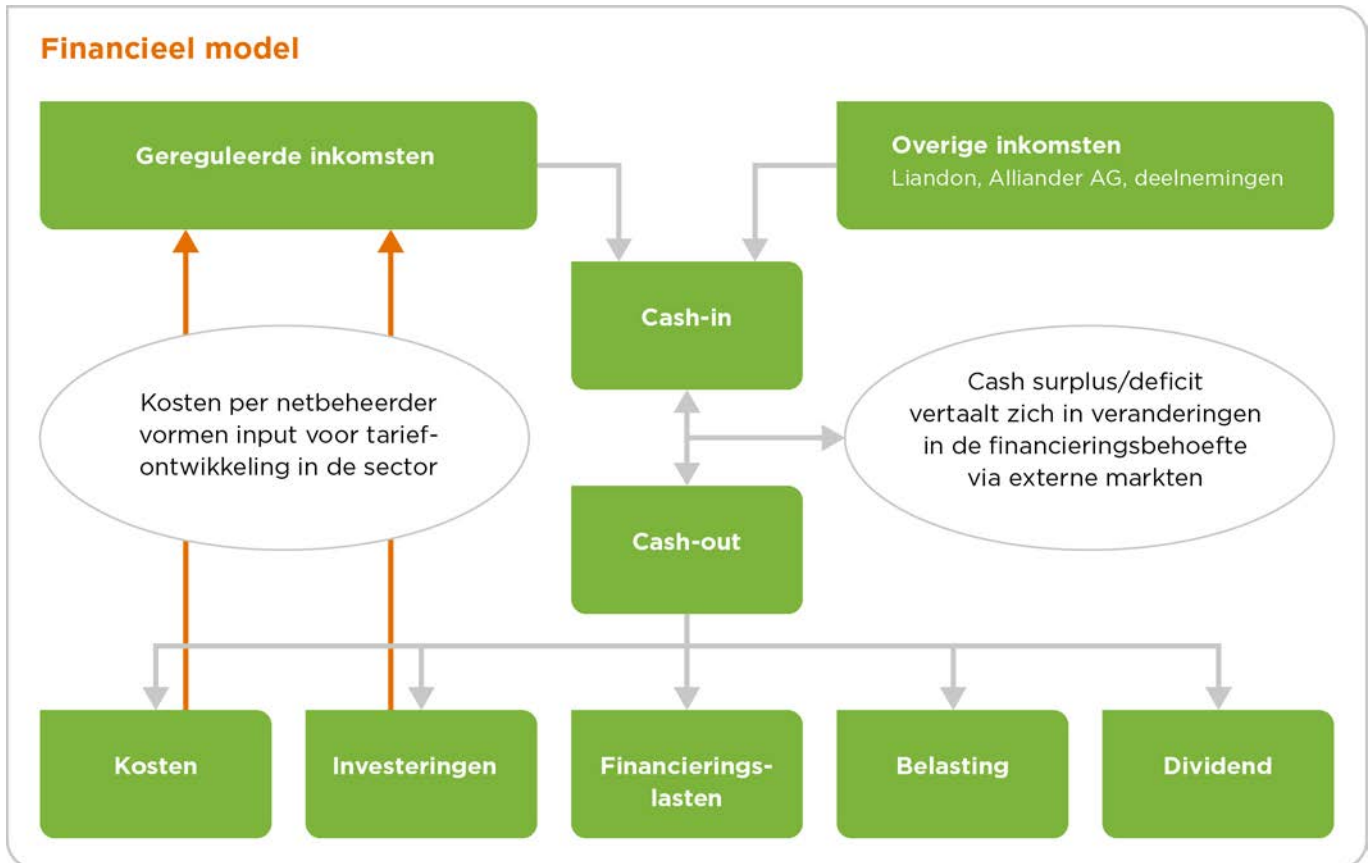 Financieel model
Gereguleerde inkomsten
Overige inkomsten
Liandon, Alliander AG, deelnemingen
Cash-in
Kosten per netbeheerder
vormen input voor tarief-
ontwikkeling in de sector
Cash surplus/deficit
vertaalt zich in veranderingen
in de financieringsbehoefte
via externe markten
Cash-out
Kosten
Investeringen
Financierings-
lasten
Belasting
Dividend